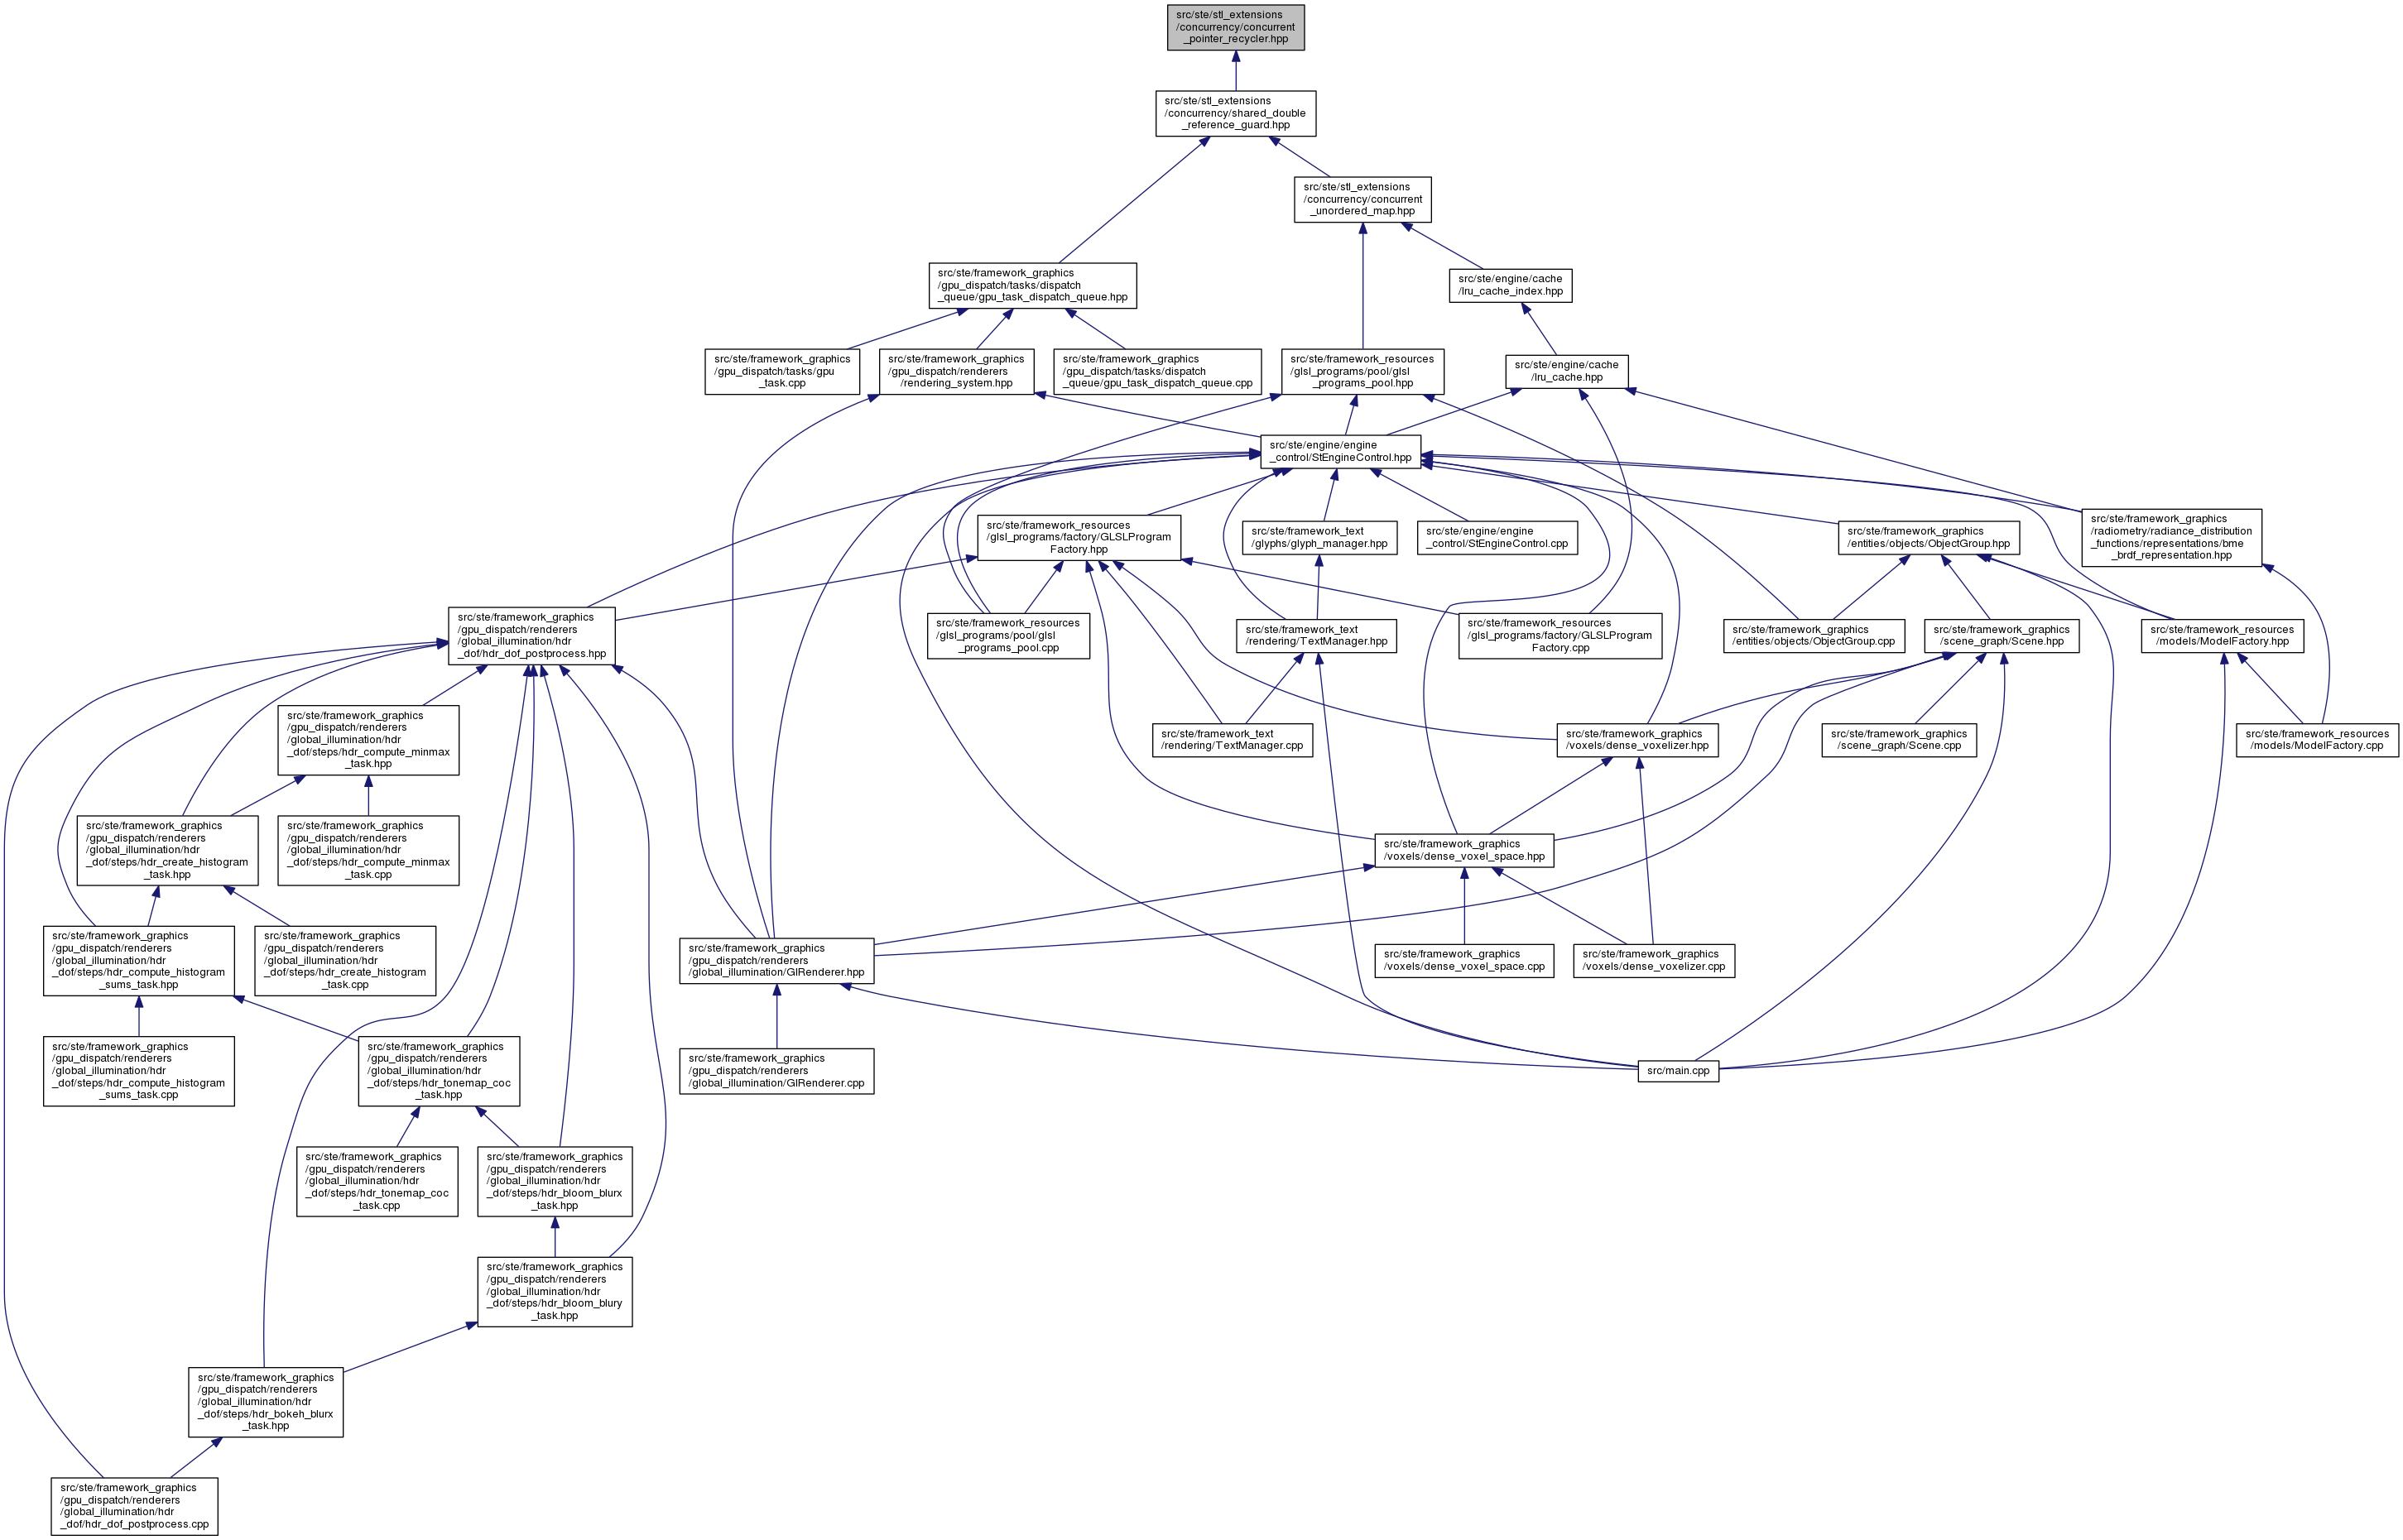 src/ste/stl_extensions
/concurrency/concurrent
_pointer_recycler.hpp
src/ste/stl_extensions
/concurrency/shared_double
_reference_guard.hpp
src/ste/stl_extensions
/concurrency/concurrent
_unordered_map.hpp
src/ste/framework_graphics
/gpu_dispatch/tasks/dispatch
_queue/gpu_task_dispatch_queue.hpp
src/ste/engine/cache
/lru_cache_index.hpp
src/ste/framework_graphics
/gpu_dispatch/tasks/gpu
_task.cpp
src/ste/framework_graphics
/gpu_dispatch/renderers
/rendering_system.hpp
src/ste/framework_graphics
/gpu_dispatch/tasks/dispatch
_queue/gpu_task_dispatch_queue.cpp
src/ste/framework_resources
/glsl_programs/pool/glsl
_programs_pool.hpp
src/ste/engine/cache
/lru_cache.hpp
src/ste/engine/engine
_control/StEngineControl.hpp
src/ste/framework_resources
/glsl_programs/factory/GLSLProgram
Factory.hpp
src/ste/framework_text
/glyphs/glyph_manager.hpp
src/ste/engine/engine
_control/StEngineControl.cpp
src/ste/framework_graphics
/entities/objects/ObjectGroup.hpp
src/ste/framework_graphics
/radiometry/radiance_distribution
_functions/representations/bme
_brdf_representation.hpp
src/ste/framework_graphics
/gpu_dispatch/renderers
/global_illumination/hdr
_dof/hdr_dof_postprocess.hpp
src/ste/framework_resources
/glsl_programs/pool/glsl
_programs_pool.cpp
src/ste/framework_text
/rendering/TextManager.hpp
src/ste/framework_resources
/glsl_programs/factory/GLSLProgram
Factory.cpp
src/ste/framework_graphics
/entities/objects/ObjectGroup.cpp
src/ste/framework_graphics
/scene_graph/Scene.hpp
src/ste/framework_resources
/models/ModelFactory.hpp
src/ste/framework_graphics
/gpu_dispatch/renderers
/global_illumination/hdr
_dof/steps/hdr_compute_minmax
_task.hpp
src/ste/framework_text
/rendering/TextManager.cpp
src/ste/framework_graphics
/voxels/dense_voxelizer.hpp
src/ste/framework_graphics
/scene_graph/Scene.cpp
src/ste/framework_resources
/models/ModelFactory.cpp
src/ste/framework_graphics
/gpu_dispatch/renderers
/global_illumination/hdr
_dof/steps/hdr_create_histogram
_task.hpp
src/ste/framework_graphics
/gpu_dispatch/renderers
/global_illumination/hdr
_dof/steps/hdr_compute_minmax
_task.cpp
src/ste/framework_graphics
/voxels/dense_voxel_space.hpp
src/ste/framework_graphics
/gpu_dispatch/renderers
/global_illumination/hdr
_dof/steps/hdr_compute_histogram
_sums_task.hpp
src/ste/framework_graphics
/gpu_dispatch/renderers
/global_illumination/hdr
_dof/steps/hdr_create_histogram
_task.cpp
src/ste/framework_graphics
/gpu_dispatch/renderers
/global_illumination/GIRenderer.hpp
src/ste/framework_graphics
/voxels/dense_voxel_space.cpp
src/ste/framework_graphics
/voxels/dense_voxelizer.cpp
src/ste/framework_graphics
/gpu_dispatch/renderers
/global_illumination/hdr
_dof/steps/hdr_compute_histogram
_sums_task.cpp
src/ste/framework_graphics
/gpu_dispatch/renderers
/global_illumination/hdr
_dof/steps/hdr_tonemap_coc
_task.hpp
src/ste/framework_graphics
/gpu_dispatch/renderers
/global_illumination/GIRenderer.cpp
src/main.cpp
src/ste/framework_graphics
/gpu_dispatch/renderers
/global_illumination/hdr
_dof/steps/hdr_tonemap_coc
_task.cpp
src/ste/framework_graphics
/gpu_dispatch/renderers
/global_illumination/hdr
_dof/steps/hdr_bloom_blurx
_task.hpp
src/ste/framework_graphics
/gpu_dispatch/renderers
/global_illumination/hdr
_dof/steps/hdr_bloom_blury
_task.hpp
src/ste/framework_graphics
/gpu_dispatch/renderers
/global_illumination/hdr
_dof/steps/hdr_bokeh_blurx
_task.hpp
src/ste/framework_graphics
/gpu_dispatch/renderers
/global_illumination/hdr
_dof/hdr_dof_postprocess.cpp